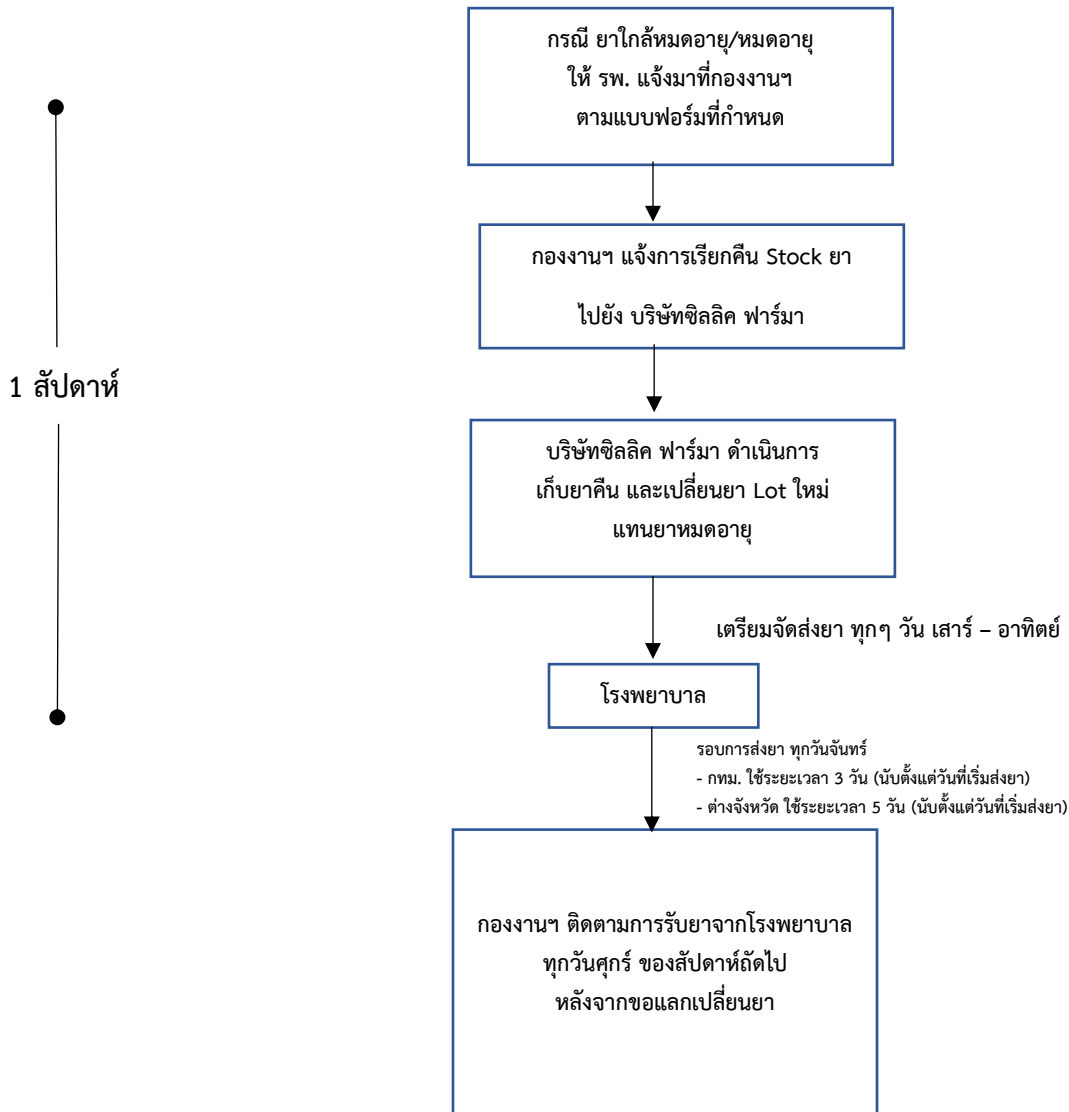 กรณี ยาใกล้หมดอายุ/หมดอายุ
ให้ รพ. แจ้งมาที่กองงานฯ
ตามแบบฟอร์มที่กำหนด
กองงานฯ แจ้งการเรียกคืน Stock ยา
ไปยัง บริษัทซิลลิค ฟาร์มา
1 สัปดาห์
บริษัทซิลลิค ฟาร์มา ดำเนินการ
เก็บยาคืน และเปลี่ยนยา Lot ใหม่
แทนยาหมดอายุ
เตรียมจัดส่งยา ทุกๆ วัน เสาร์ – อาทิตย์
โรงพยาบาล
รอบการส่งยา ทุกวันจันทร์
- กทม. ใช้ระยะเวลา 3 วัน (นับตั้งแต่วันที่เริ่มส่งยา)
- ต่างจังหวัด ใช้ระยะเวลา 5 วัน (นับตั้งแต่วันที่เริ่มส่งยา)
กองงานฯ ติดตามการรับยาจากโรงพยาบาล
ทุกวันศุกร์ ของสัปดาห์ถัดไป
หลังจากขอแลกเปลี่ยนยา